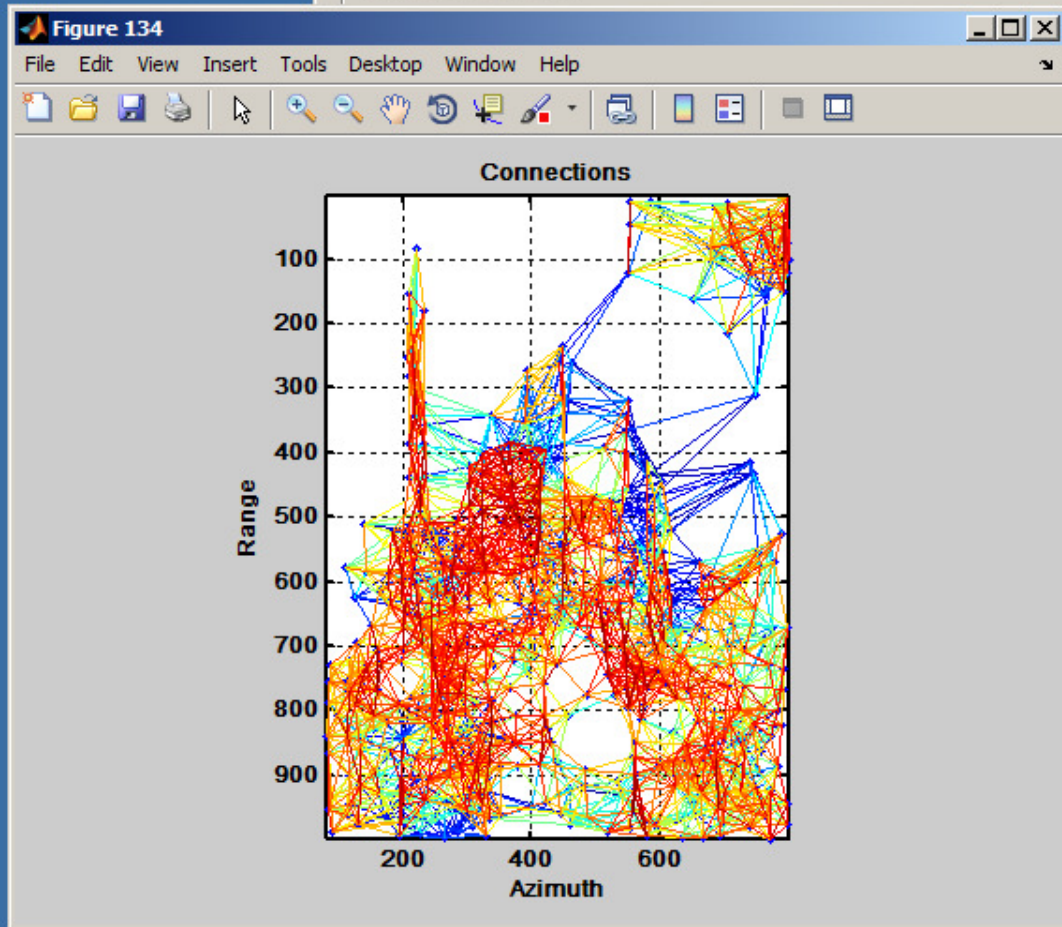 Figure 134
File Edit View Insert Tools Desktop Window Help
Connections
100
200
300
400
500
600
700
800
900
Range
200 400 600
Azimuth